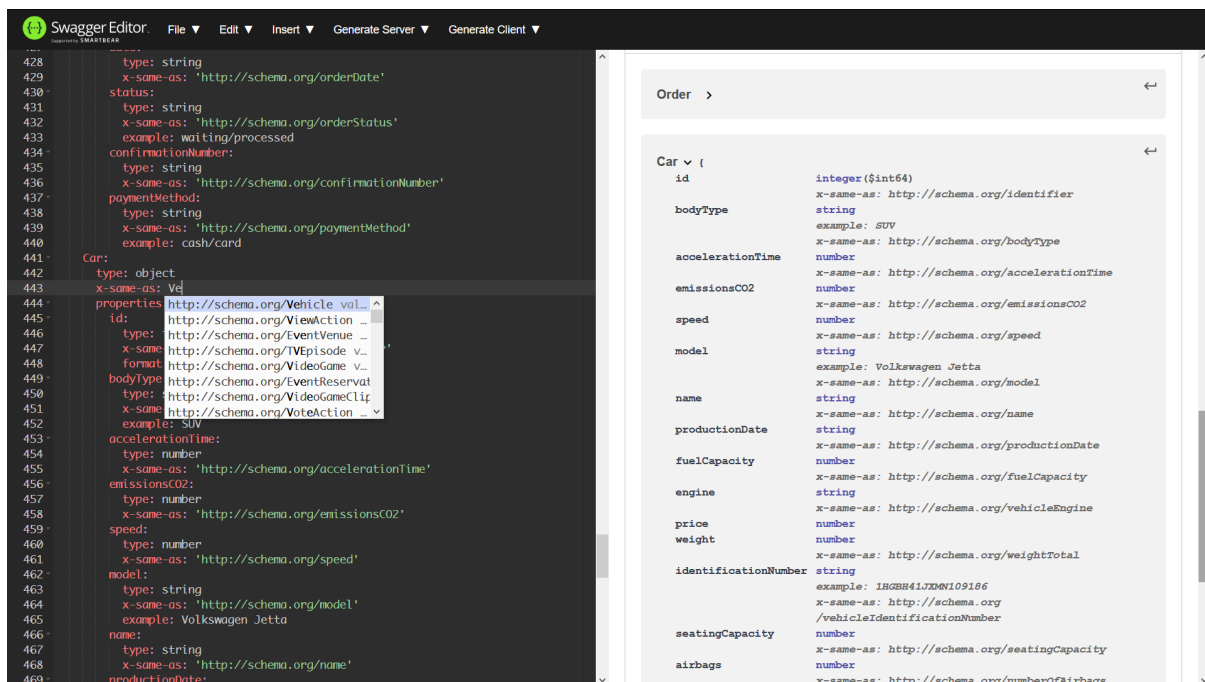 Swagger Editor.
Supported by SMARTBEAR
File ▼ Edit ▼ Insert ▼ Generate Server ▼ Generate Client ▼
428 type: string
429 x-same-as: 'http://schema.org/orderDate'
430 status:
431 type: string
432 x-same-as: 'http://schema.org/orderStatus'
433 example: waiting/processed
434 confirmationNumber:
435 type: string
436 x-same-as: 'http://schema.org/confirmationNumber'
437 paymentMethod:
438 type: string
439 x-same-as: 'http://schema.org/paymentMethod'
440 example: cash/card
441 Car:
442 type: object
443 x-same-as: Ve
444 properties
445 id:
446 type:
447 x-same
448 format
449 bodyType
450 type:
451 x-same
452 example: SUV
453 accelerationTime:
454 type: number
455 x-same-as: 'http://schema.org/accelerationTime'
456 emissionsCO2:
457 type: number
458 x-same-as: 'http://schema.org/emissionsCO2'
459 speed:
460 type: number
461 x-same-as: 'http://schema.org/speed'
462 model:
463 type: string
464 x-same-as: 'http://schema.org/model'
465 example: Volkswagen Jetta
466 name:
467 type: string
468 x-same-as: 'http://schema.org/name'
469 productionDate:
http://schema.org/Vehicle val…
http://schema.org/ViewAction …
http://schema.org/EventVenue …
http://schema.org/TVEpisode v…
http://schema.org/VideoGame v…
http://schema.org/EventReservat
http://schema.org/VideoGameClip
http://schema.org/VoteAction …
Order
Car {
id integer($int64)
x-same-as: http://schema.org/identifier
bodyType string
example: SUV
x-same-as: http://schema.org/bodyType
accelerationTime number
x-same-as: http://schema.org/accelerationTime
emissionsCO2 number
x-same-as: http://schema.org/emissionsCO2
speed number
x-same-as: http://schema.org/speed
model string
example: Volkswagen Jetta
x-same-as: http://schema.org/model
name string
x-same-as: http://schema.org/name
productionDate string
x-same-as: http://schema.org/productionDate
fuelCapacity number
x-same-as: http://schema.org/fuelCapacity
engine string
x-same-as: http://schema.org/vehicleEngine
price number
weight number
x-same-as: http://schema.org/weightTotal
identificationNumber string
example: 1HGBH41JXMN109186
x-same-as: http://schema.org
/vehicleIdentificationNumber
seatingCapacity number
x-same-as: http://schema.org/seatingCapacity
airbags number
x-same-as: http://schema.org/numberOfAirbags